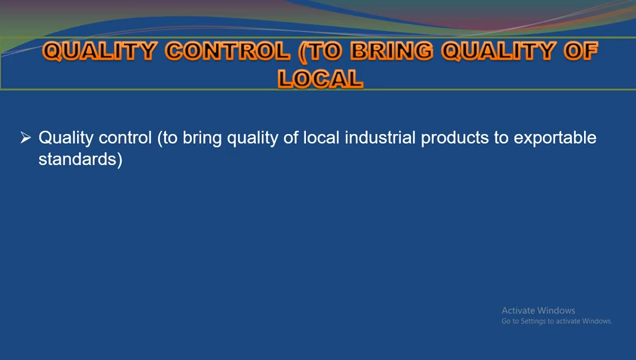 QUALITY CONTROL (TO BRING QUALITY OF
LOCAL
Quality control (to bring quality of local industrial products to exportable
standards)
Activate Windows
Go to Settings to activate Windows.